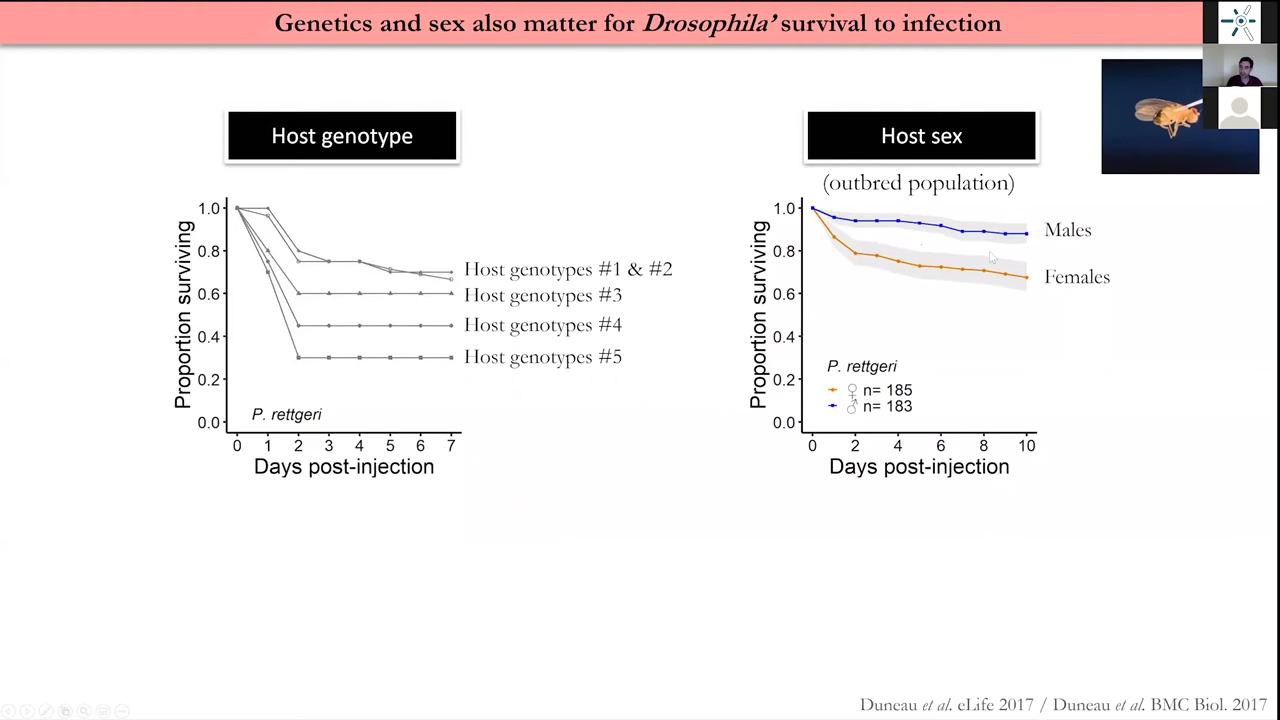 Genetics and sex also matter for Drosophila’ survival to infection
Host genotype
Proportion surviving
1.0
0.8
0.6
0.4
0.2
0.0
Host genotypes #1 & #2
Host genotypes #3
Host genotypes #4
Host genotypes #5
P. rettgeri
0 1 2 3 4 5 6 7
Days post-injection
Host sex
(outbred population)
Proportion surviving
1.0
0.8
0.6
0.4
0.2
0.0
Males
Females
P. rettgeri
♀ n= 185
♂ n= 183
0 2 4 6 8 10
Days post-injection
Duneau et al. eLife 2017 / Duneau et al. BMC Biol. 2017